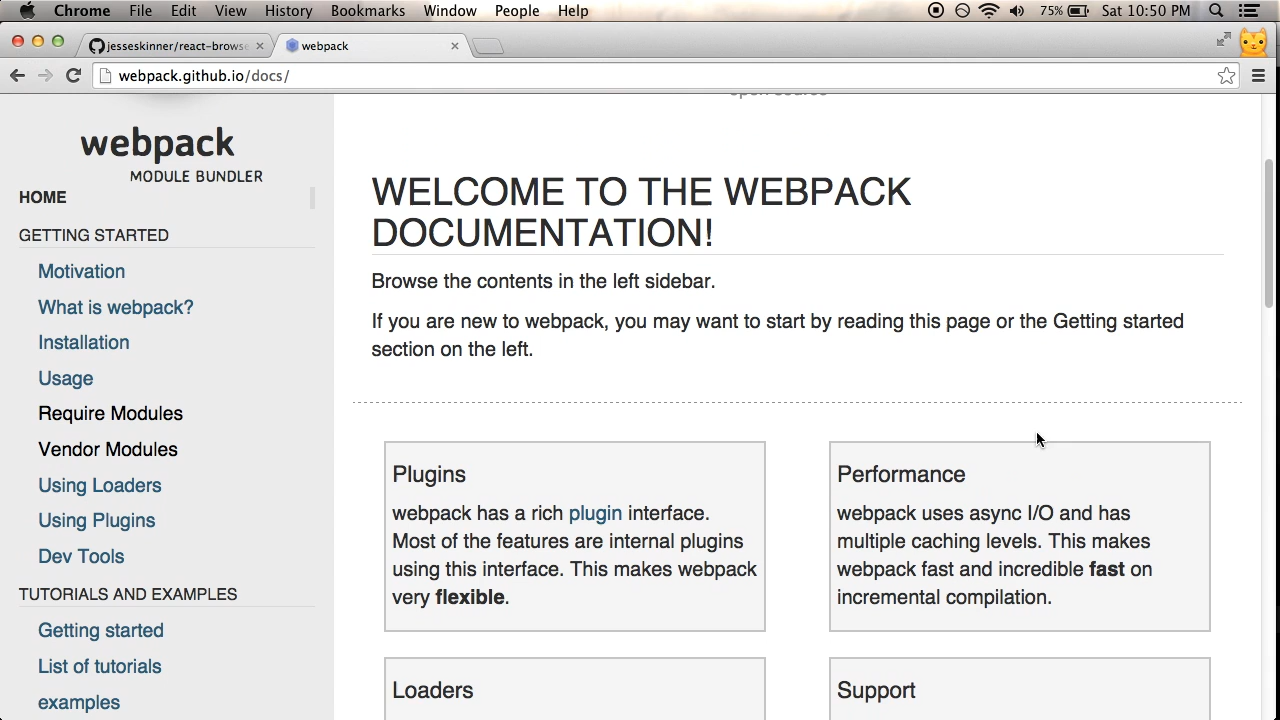 Chrome File Edit View History Bookmarks Window People Help 75% Sat 10:50 PM
jesseskinner/react-browse webpack
webpack.github.io/docs/
open source
webpack
MODULE BUNDLER
HOME
GETTING STARTED
Motivation
What is webpack?
Installation
Usage
Require Modules
Vendor Modules
Using Loaders
Using Plugins
Dev Tools
TUTORIALS AND EXAMPLES
Getting started
List of tutorials
examples
WELCOME TO THE WEBPACK
DOCUMENTATION!
Browse the contents in the left sidebar.
If you are new to webpack, you may want to start by reading this page or the Getting started
section on the left.
Plugins
webpack has a rich plugin interface.
Most of the features are internal plugins
using this interface. This makes webpack
very flexible.
Performance
webpack uses async I/O and has
multiple caching levels. This makes
webpack fast and incredible fast on
incremental compilation.
Loaders
Support